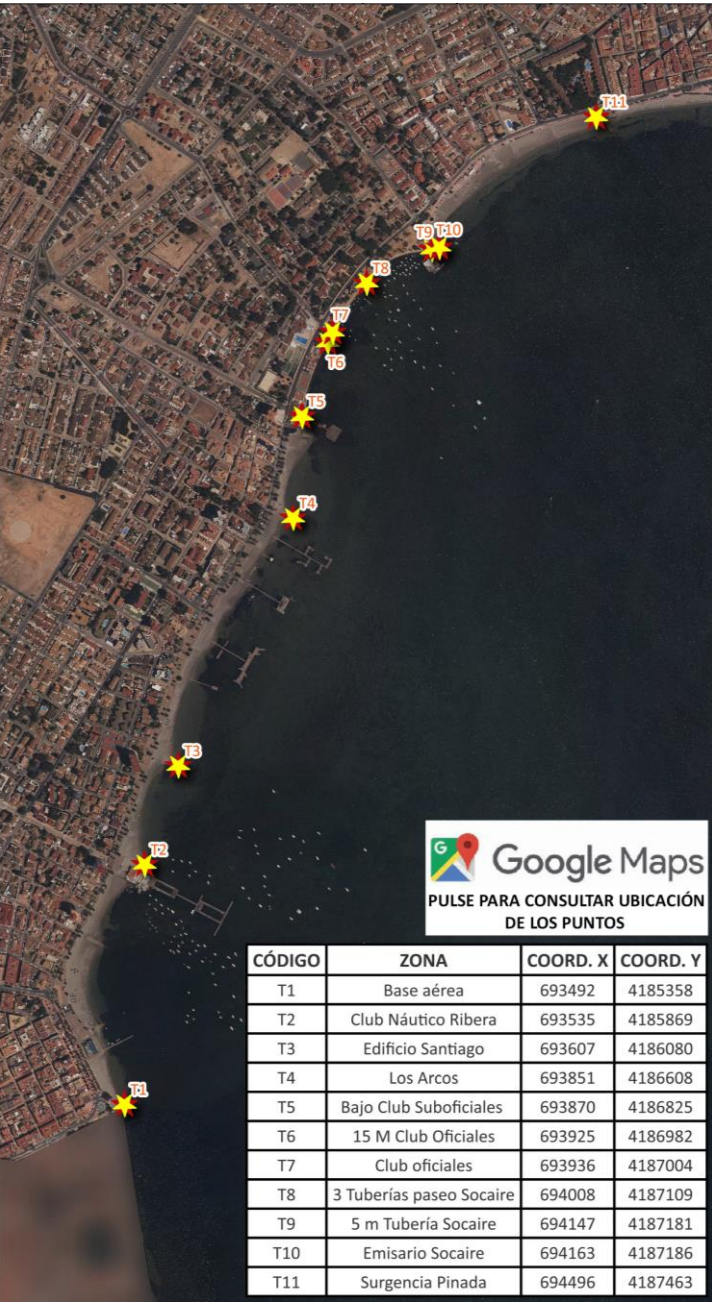 T11
T9 T10
T8
T7
T6
T5
T4
T3
T2
T1
G
Google Maps
PULSE PARA CONSULTAR UBICACIÓN
DE LOS PUNTOS
CÓDIGO ZONA COORD. X COORD. Y
T1 Base aérea 693492 4185358
T2 Club Náutico Ribera 693535 4185869
T3 Edificio Santiago 693607 4186080
T4 Los Arcos 693851 4186608
T5 Bajo Club Suboficiales 693870 4186825
T6 15 M Club Oficiales 693925 4186982
T7 Club oficiales 693936 4187004
T8 3 Tuberías paseo Socaire 694008 4187109
T9 5 m Tubería Socaire 694147 4187181
T10 Emisario Socaire 694163 4187186
T11 Surgencia Pinada 694496 4187463